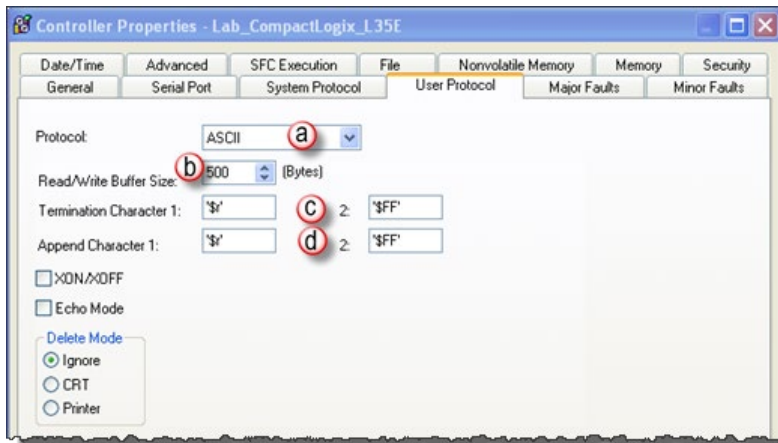 Controller Properties - Lab_CompactLogix_L35E
Date/Time Advanced SFC Execution File Nonvolatile Memory Memory Security
General Serial Port System Protocol User Protocol Major Faults Minor Faults
Protocol: ASCII a
b
Read/Write Buffer Size: 500 (Bytes)
Termination Character 1: '$r' c 2: '$FF'
Append Character 1: '$r' d 2: '$FF'
XON/XOFF
Echo Mode
Delete Mode
Ignore
CRT
Printer